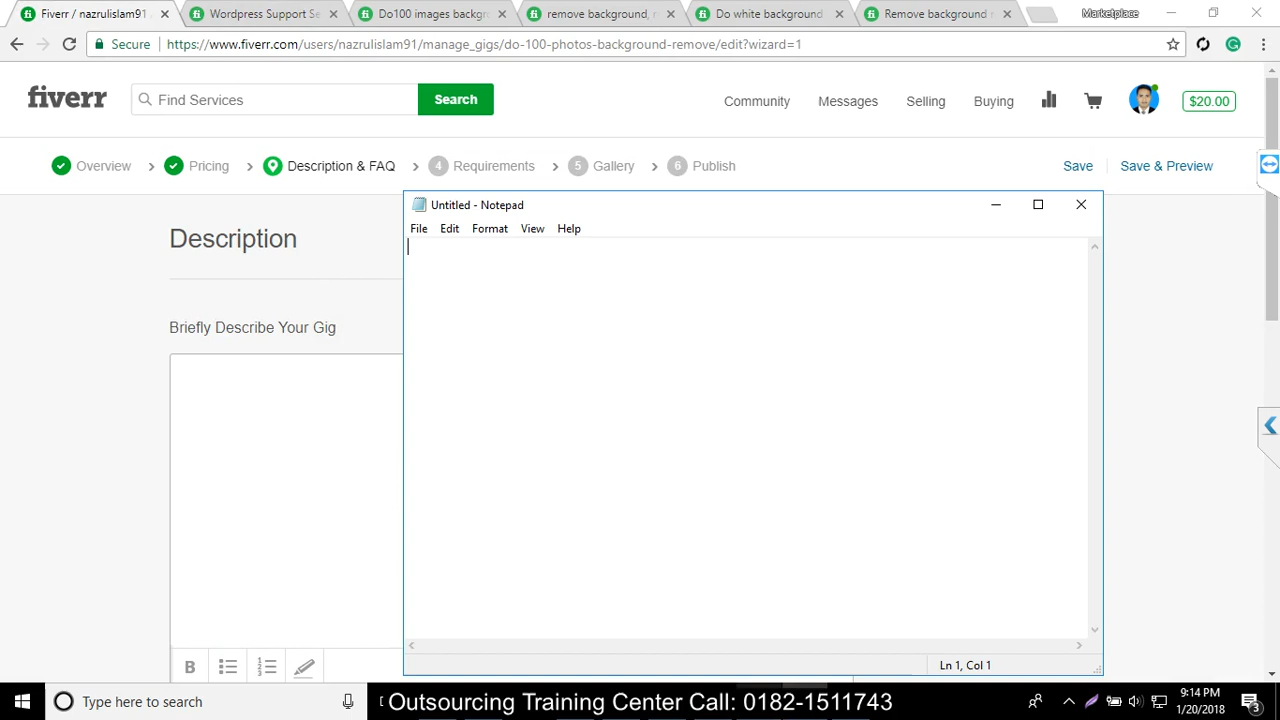 Fiverr / nazrulislam91
Wordpress Support Se
Do100 images backgr
remove background,
Do white background
Remove background
Marketplace
Secure
https://www.fiverr.com/users/nazrulislam91/manage_gigs/do-100-photos-background-remove/edit?wizard=1
fiverr
Find Services
Search
Community
Messages
Selling
Buying
$20.00
Overview
Pricing
Description & FAQ
4 Requirements
5 Gallery
6 Publish
Save
Save & Preview
Untitled - Notepad
File Edit Format View Help
Description
Briefly Describe Your Gig
B
Ln 1, Col 1
Type here to search
Outsourcing Training Center Call: 0182-1511743
9:14 PM
1/20/2018
3